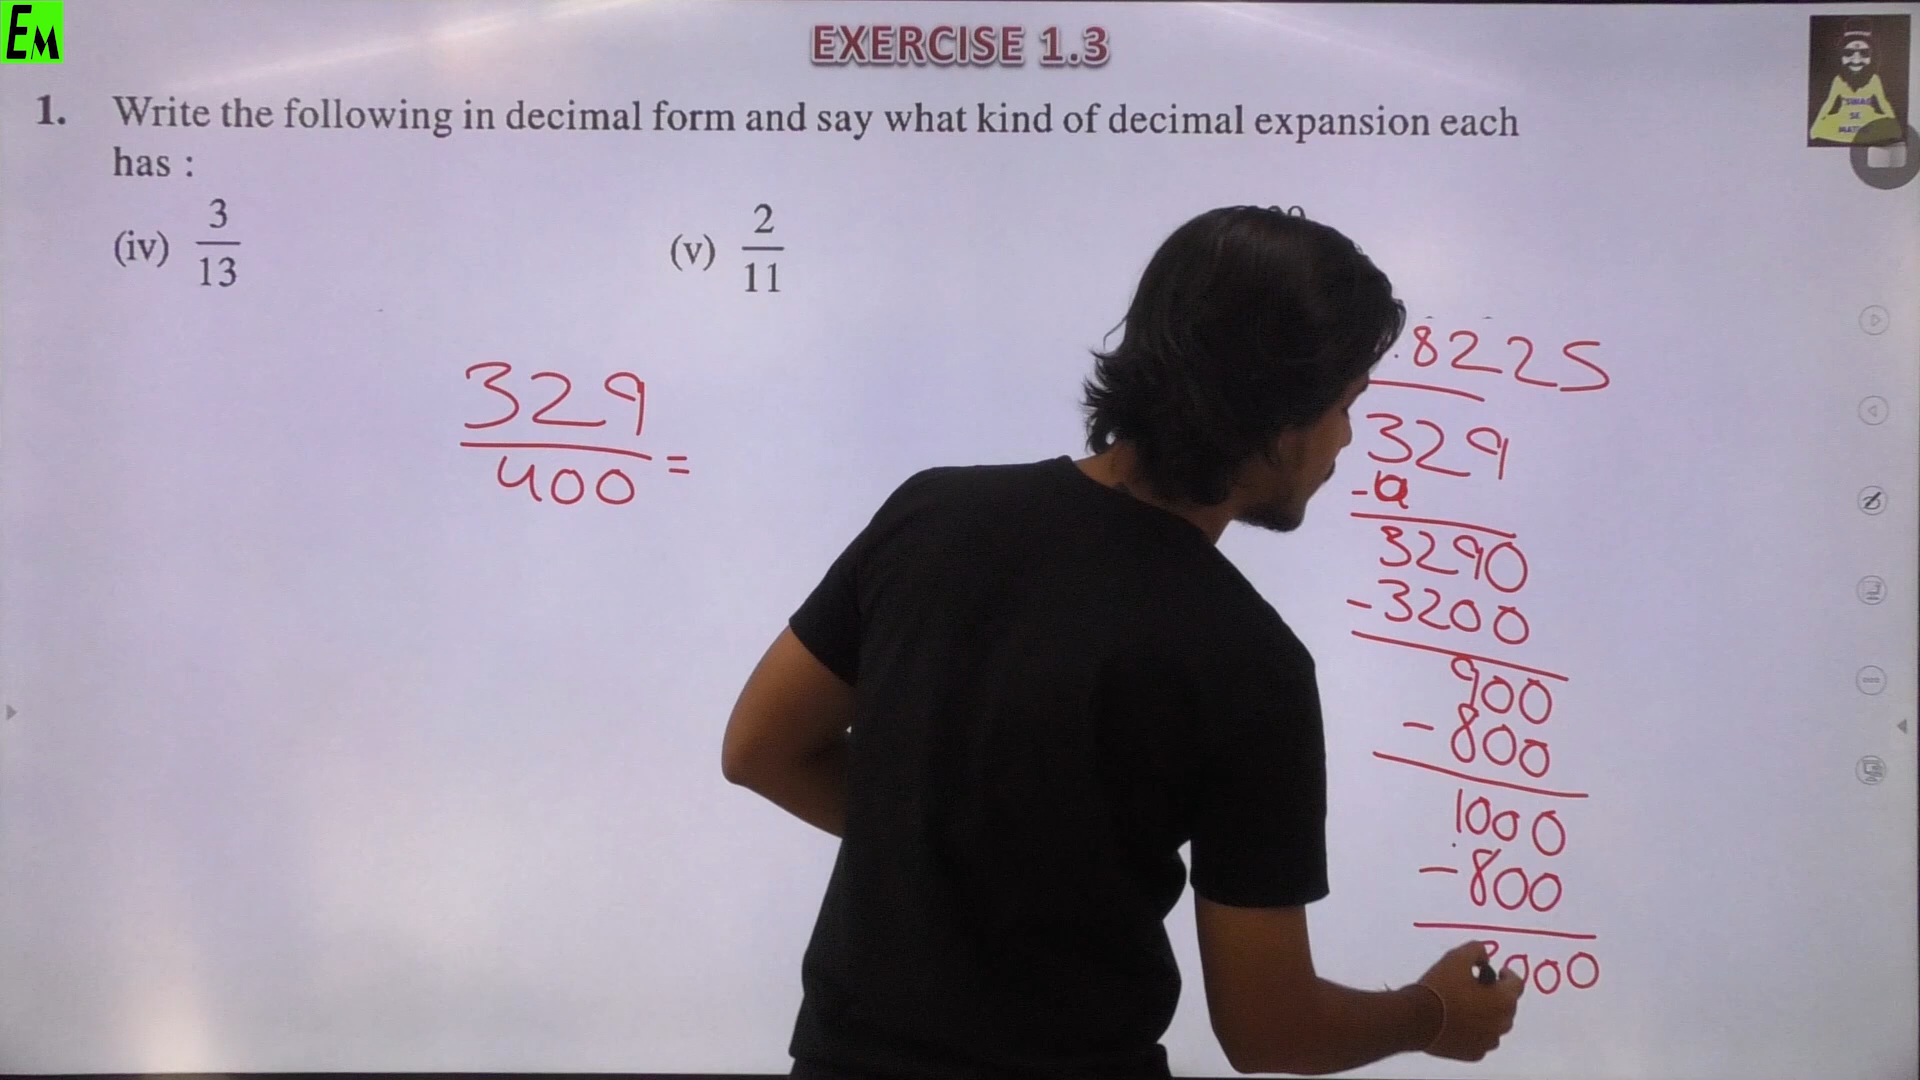 EM
EXERCISE 1.3
1. Write the following in decimal form and say what kind of decimal expansion each
has :
(iv) 3/13 (v) 2/11
329/400 =
.8225
329
-0
3290
-3200
900
-800
1000
-800
000